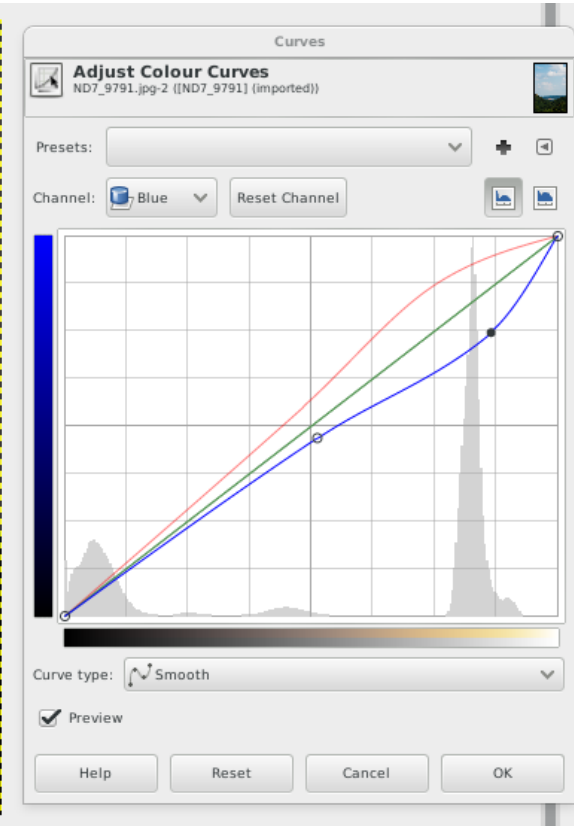 Curves
Adjust Colour Curves
ND7_9791.jpg-2 ([ND7_9791] (imported))
Presets:
Channel: Blue Reset Channel
Curve type: Smooth
Preview
Help Reset Cancel OK